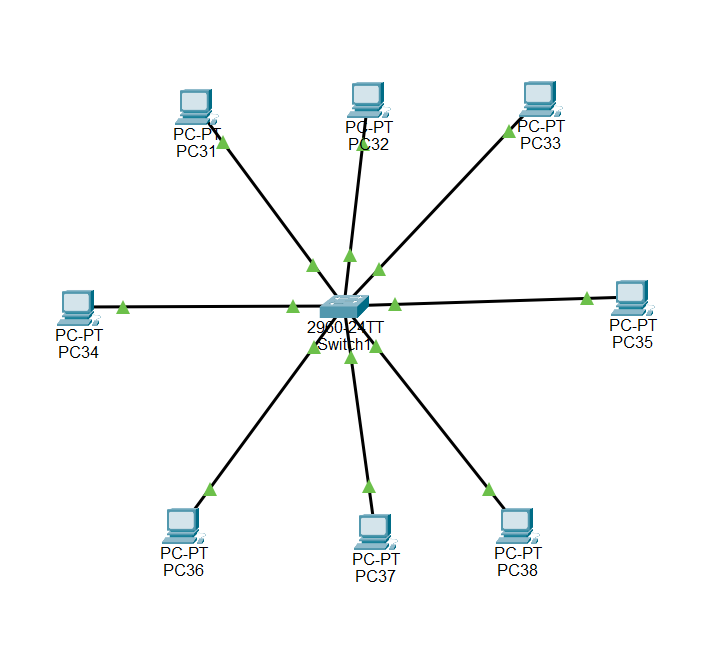 PC-PT
PC31
PC-PT
PC32
PC-PT
PC33
PC-PT
PC34
2960-24TT
Switch1
PC-PT
PC35
PC-PT
PC36
PC-PT
PC37
PC-PT
PC38